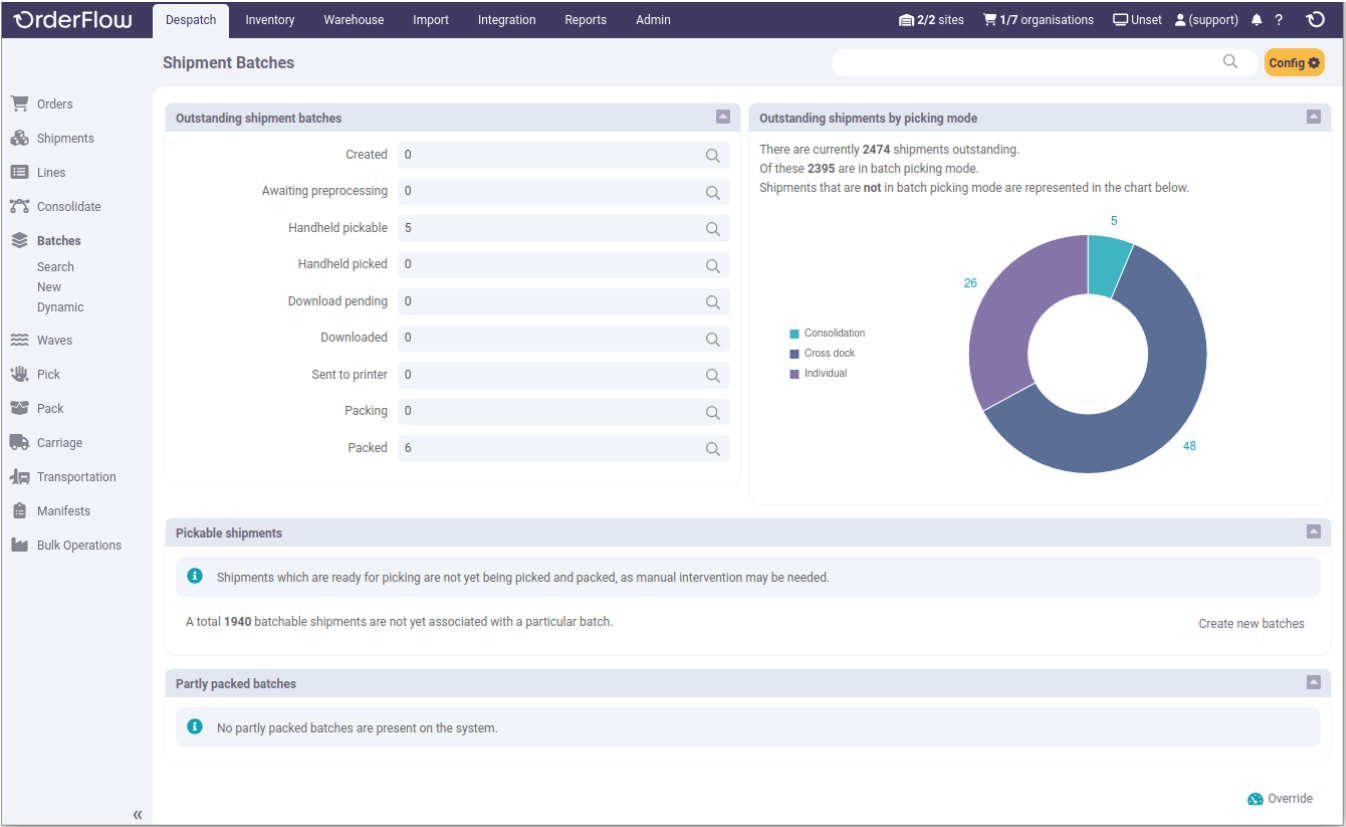 OrderFlow
Despatch Inventory Warehouse Import Integration Reports Admin
2/2 sites 1/7 organisations Unset (support) ?
Shipment Batches
Config
Orders
Shipments
Lines
Consolidate
Batches
Search
New
Dynamic
Waves
Pick
Pack
Carriage
Transportation
Manifests
Bulk Operations
«
Outstanding shipment batches
Created 0
Awaiting preprocessing 0
Handheld pickable 5
Handheld picked 0
Download pending 0
Downloaded 0
Sent to printer 0
Packing 0
Packed 6
Outstanding shipments by picking mode
There are currently 2474 shipments outstanding.
Of these 2395 are in batch picking mode.
Shipments that are not in batch picking mode are represented in the chart below.
5
26
Consolidation
Cross dock
Individual
48
Pickable shipments
Shipments which are ready for picking are not yet being picked and packed, as manual intervention may be needed.
A total 1940 batchable shipments are not yet associated with a particular batch.
Create new batches
Partly packed batches
No partly packed batches are present on the system.
Override